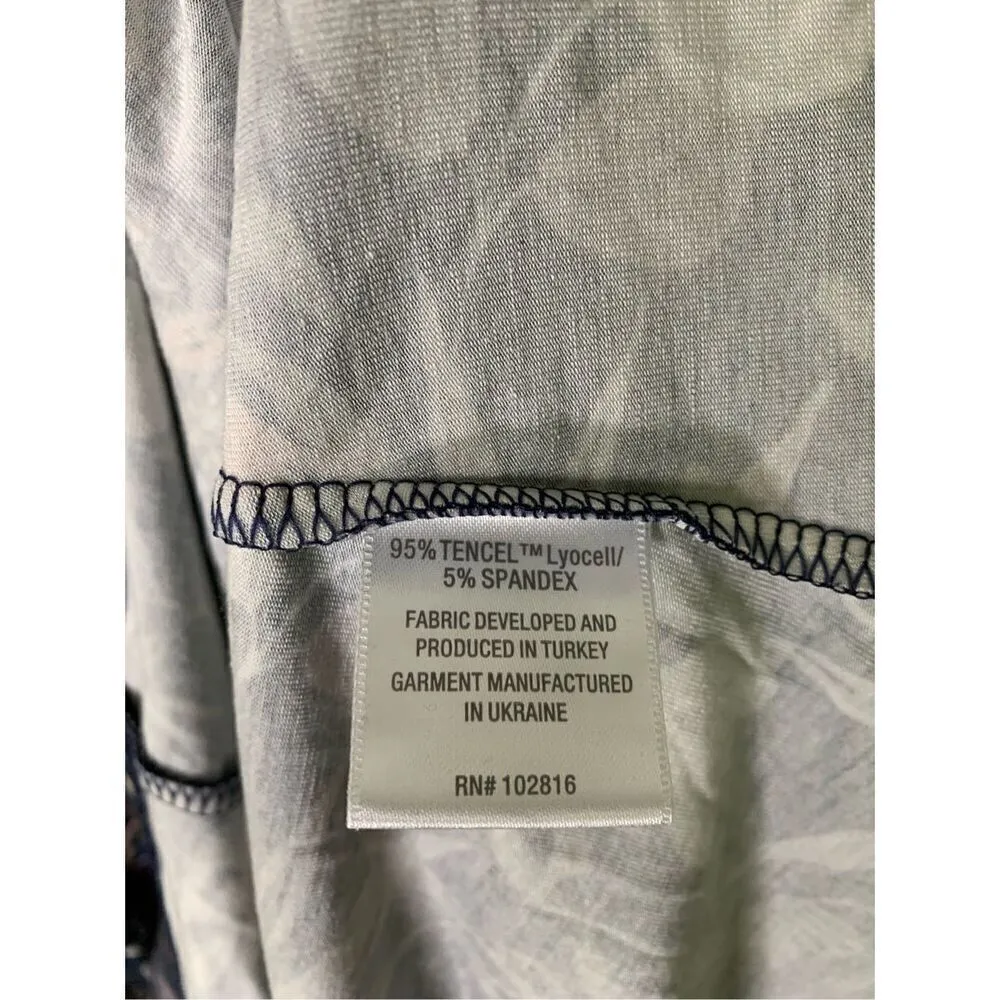 95% TENCEL™ Lyocell/
5% SPANDEX
FABRIC DEVELOPED AND
PRODUCED IN TURKEY
GARMENT MANUFACTURED
IN UKRAINE
RN# 102816